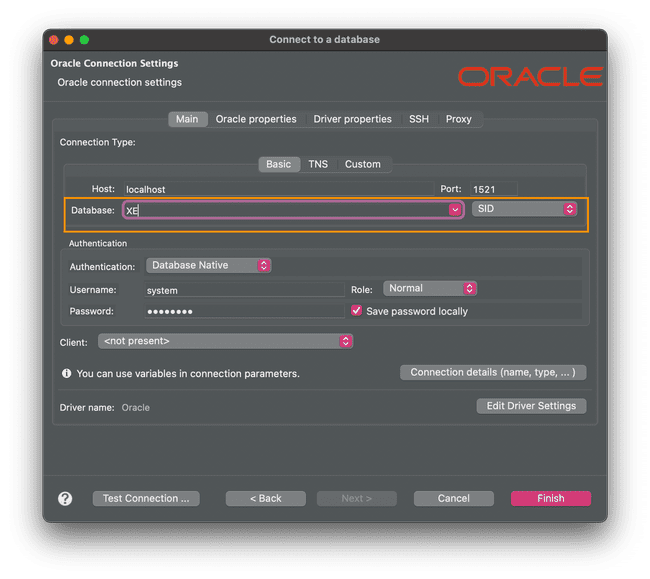 Connect to a database
Oracle Connection Settings
Oracle connection settings
ORACLE
Main Oracle properties Driver properties SSH Proxy
Connection Type:
Basic TNS Custom
Host: localhost Port: 1521
Database: XE SID
Authentication
Authentication: Database Native
Username: system Role: Normal
Password: •••••••• Save password locally
Client: <not present>
You can use variables in connection parameters. Connection details (name, type, ... )
Driver name: Oracle Edit Driver Settings
? Test Connection ... < Back Next > Cancel Finish